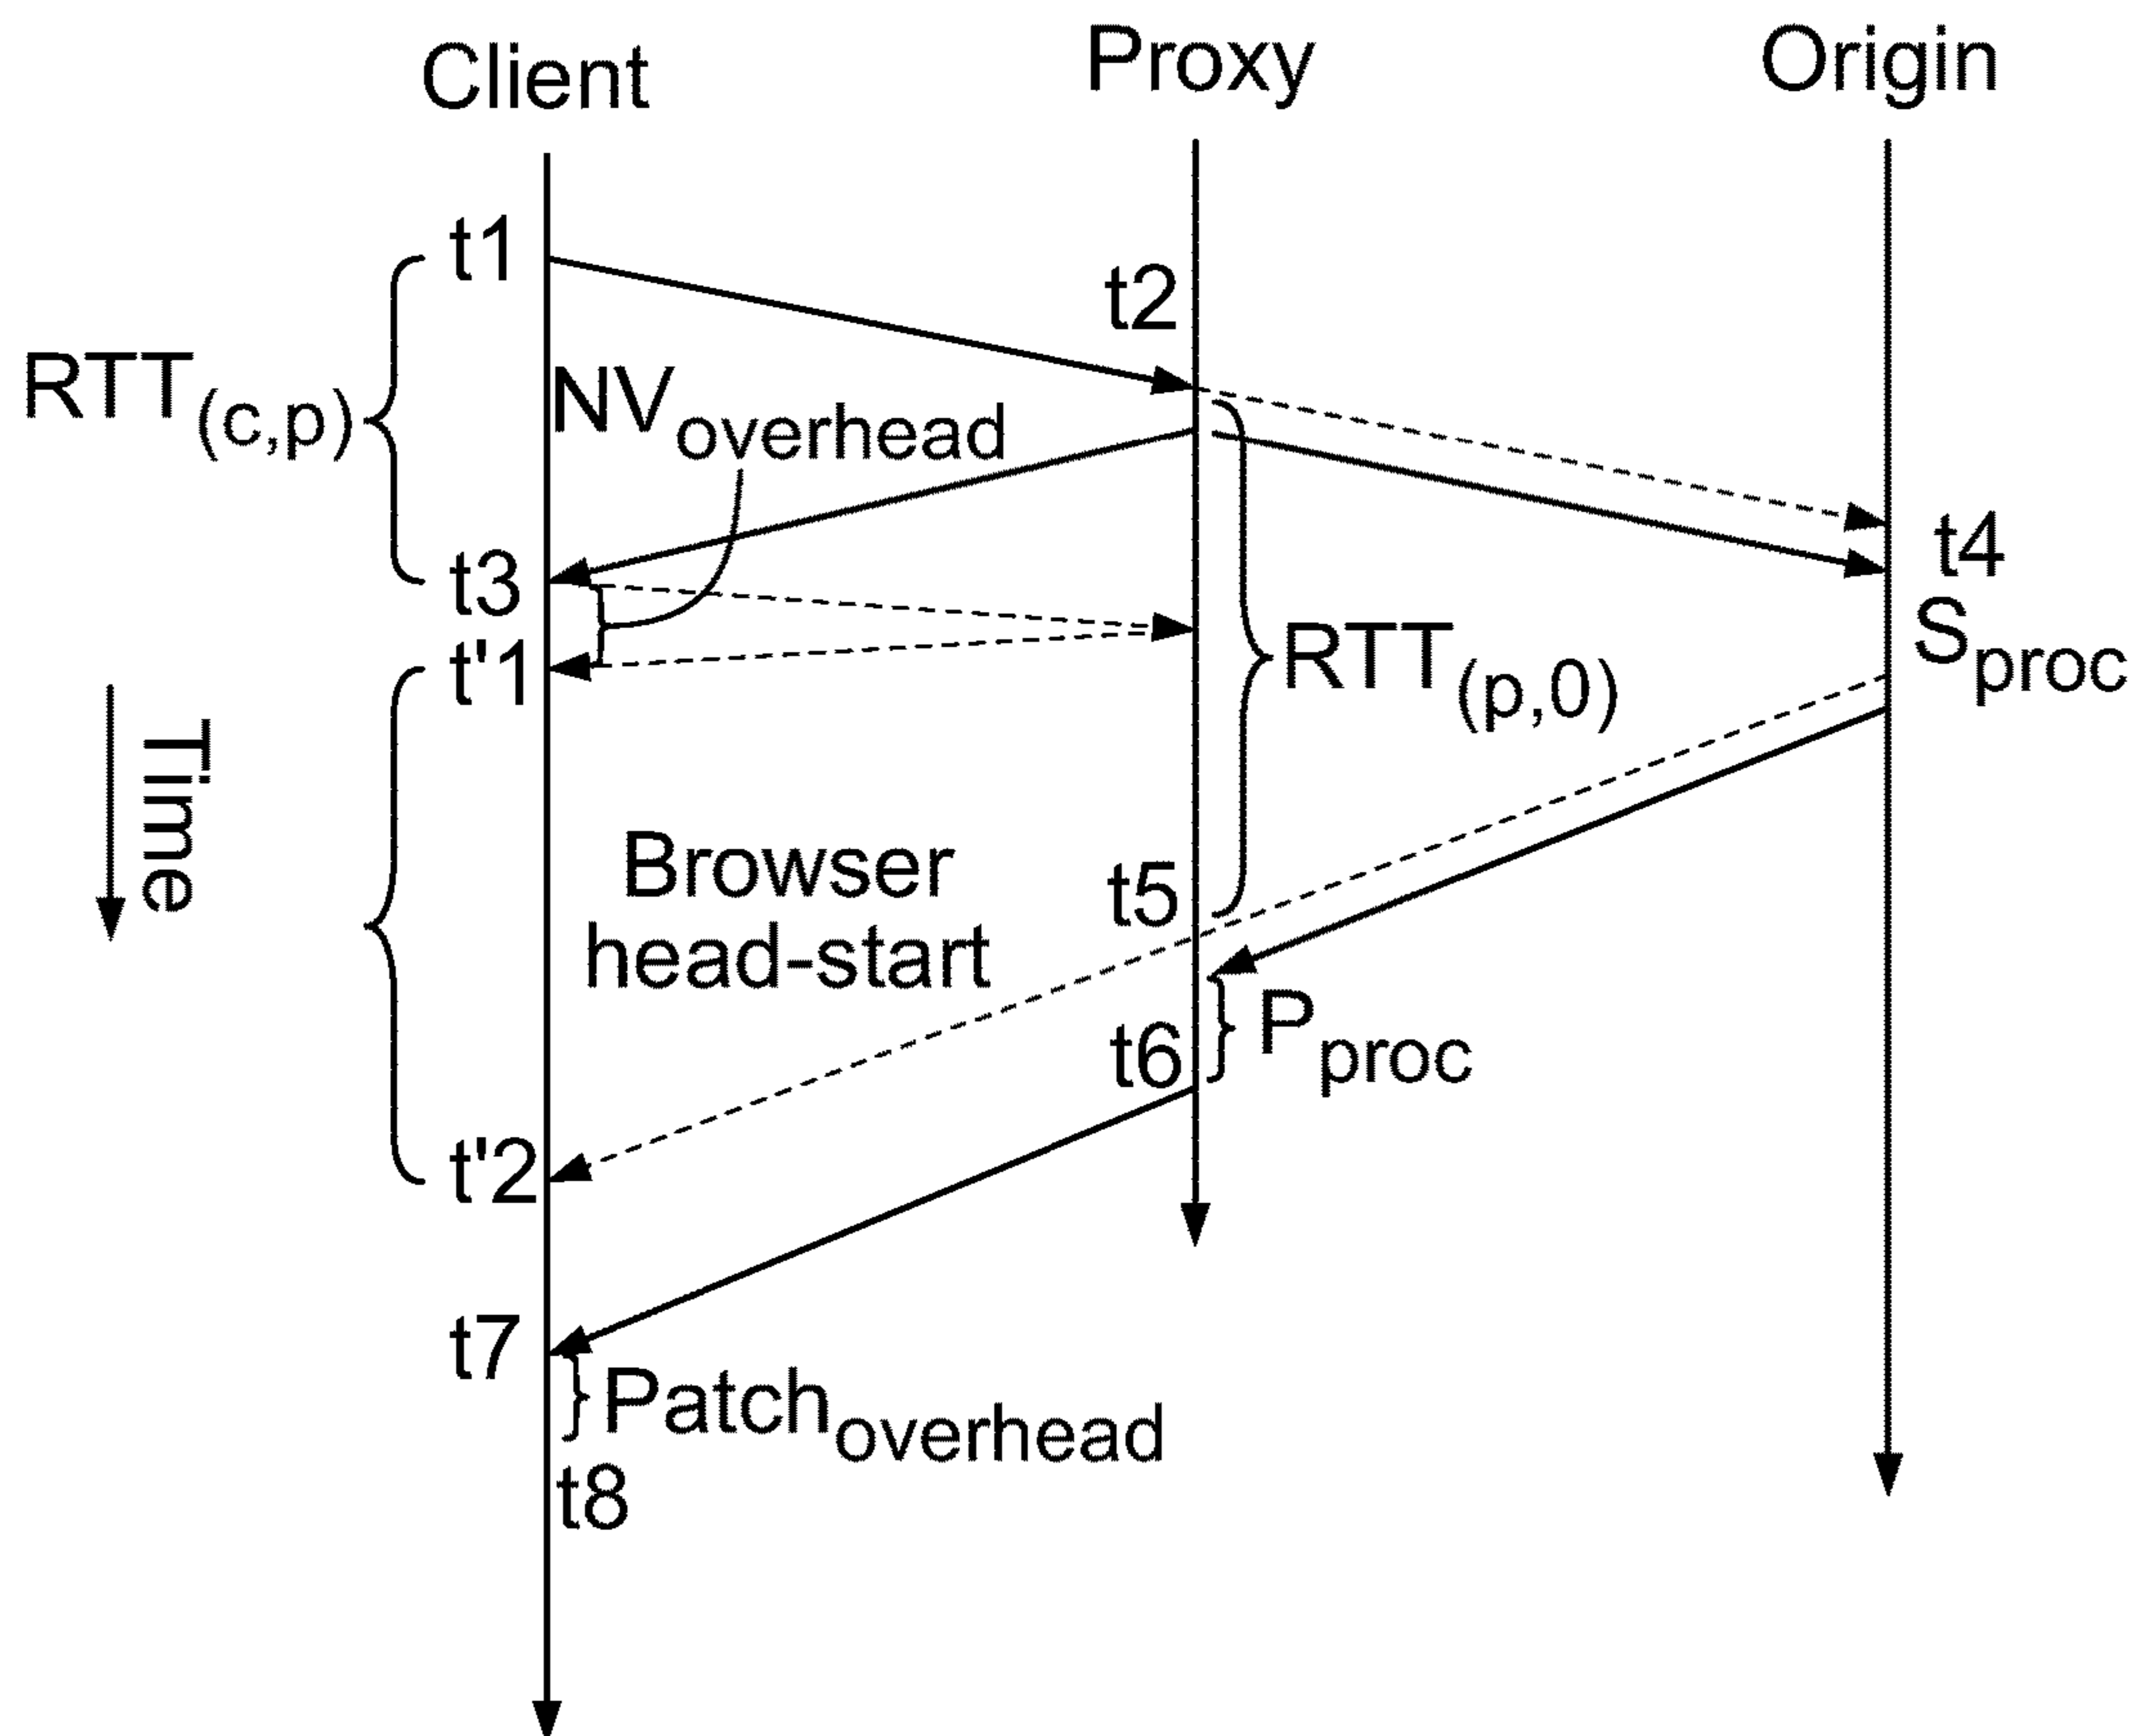 Client
Proxy
Origin
t1
t2
RTT(c,p)
NVoverhead
t3
t4
t'1
Sproc
RTT(p,0)
Time
Browser
head-start
t5
t6
Pproc
t'2
t7
Patchoverhead
t8